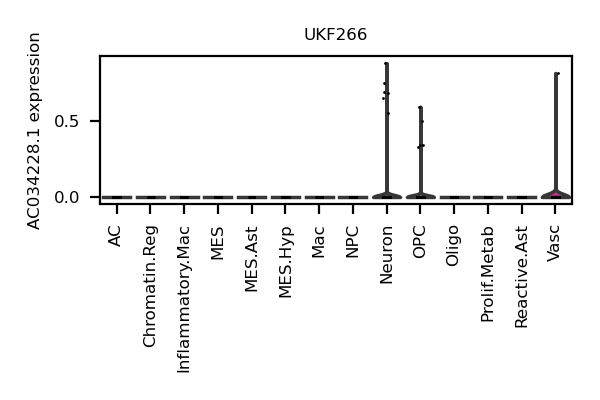 UKF266
AC034228.1 expression
0.5
0.0
AC
Chromatin.Reg
Inflammatory.Mac
MES
MES.Ast
MES.Hyp
Mac
NPC
Neuron
OPC
Oligo
Prolif.Metab
Reactive.Ast
Vasc